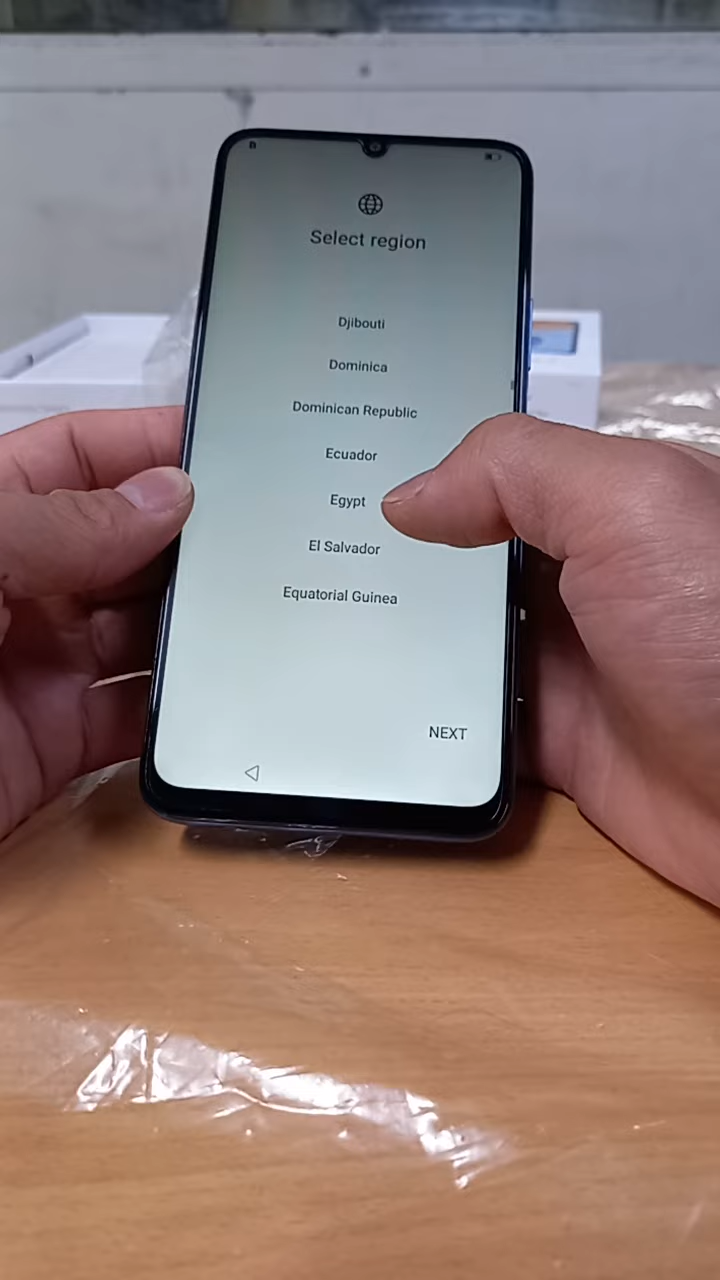 Select region
Djibouti
Dominica
Dominican Republic
Ecuador
Egypt
El Salvador
Equatorial Guinea
NEXT